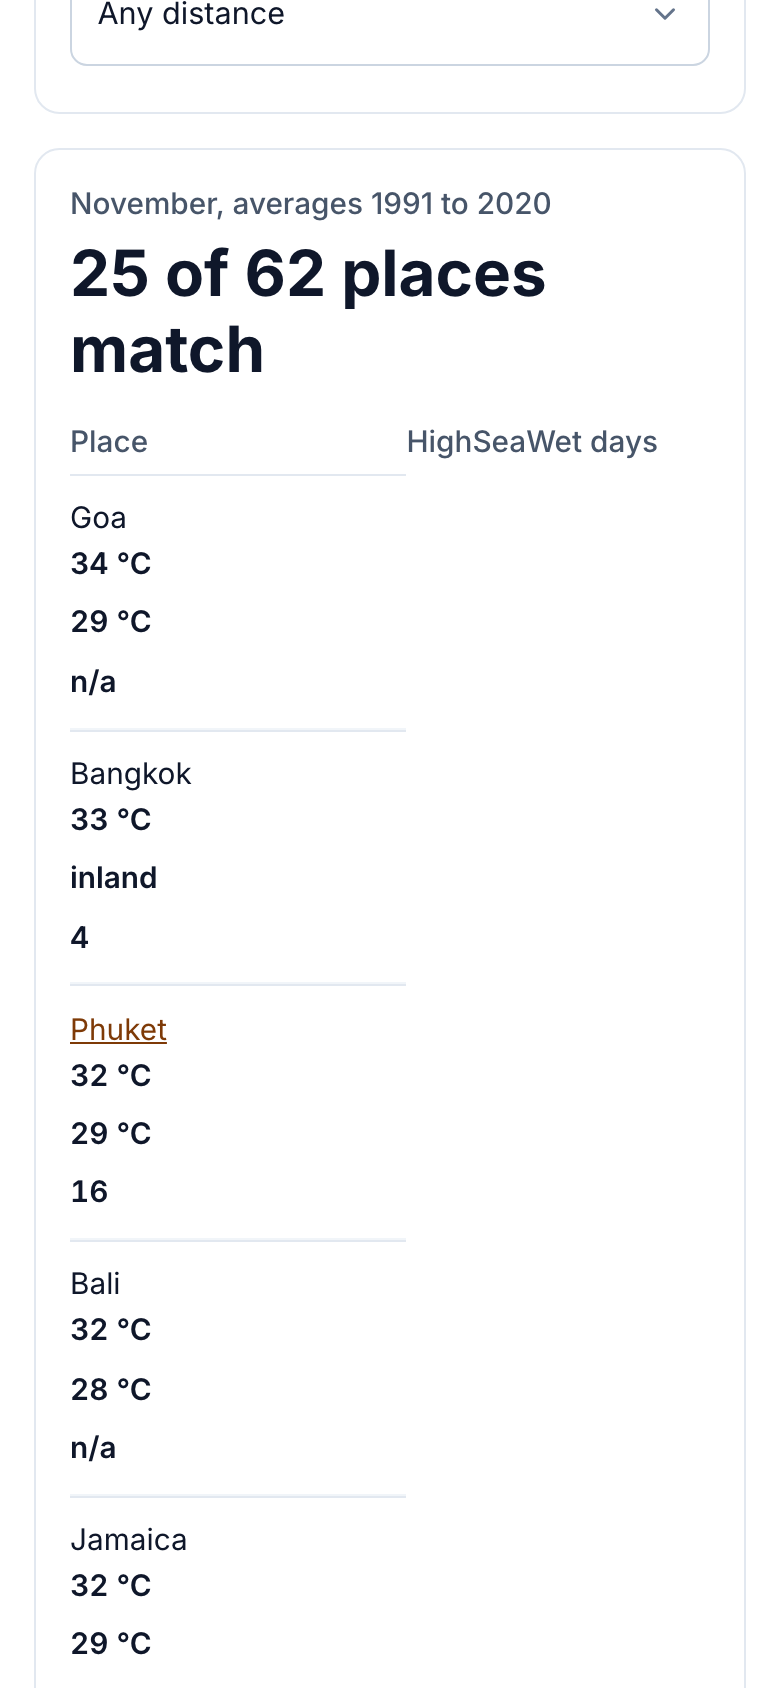 Any distance
November, averages 1991 to 2020
25 of 62 places
match
Place HighSeaWet days
Goa
34 °C
29 °C
n/a
Bangkok
33 °C
inland
4
Phuket
32 °C
29 °C
16
Bali
32 °C
28 °C
n/a
Jamaica
32 °C
29 °C